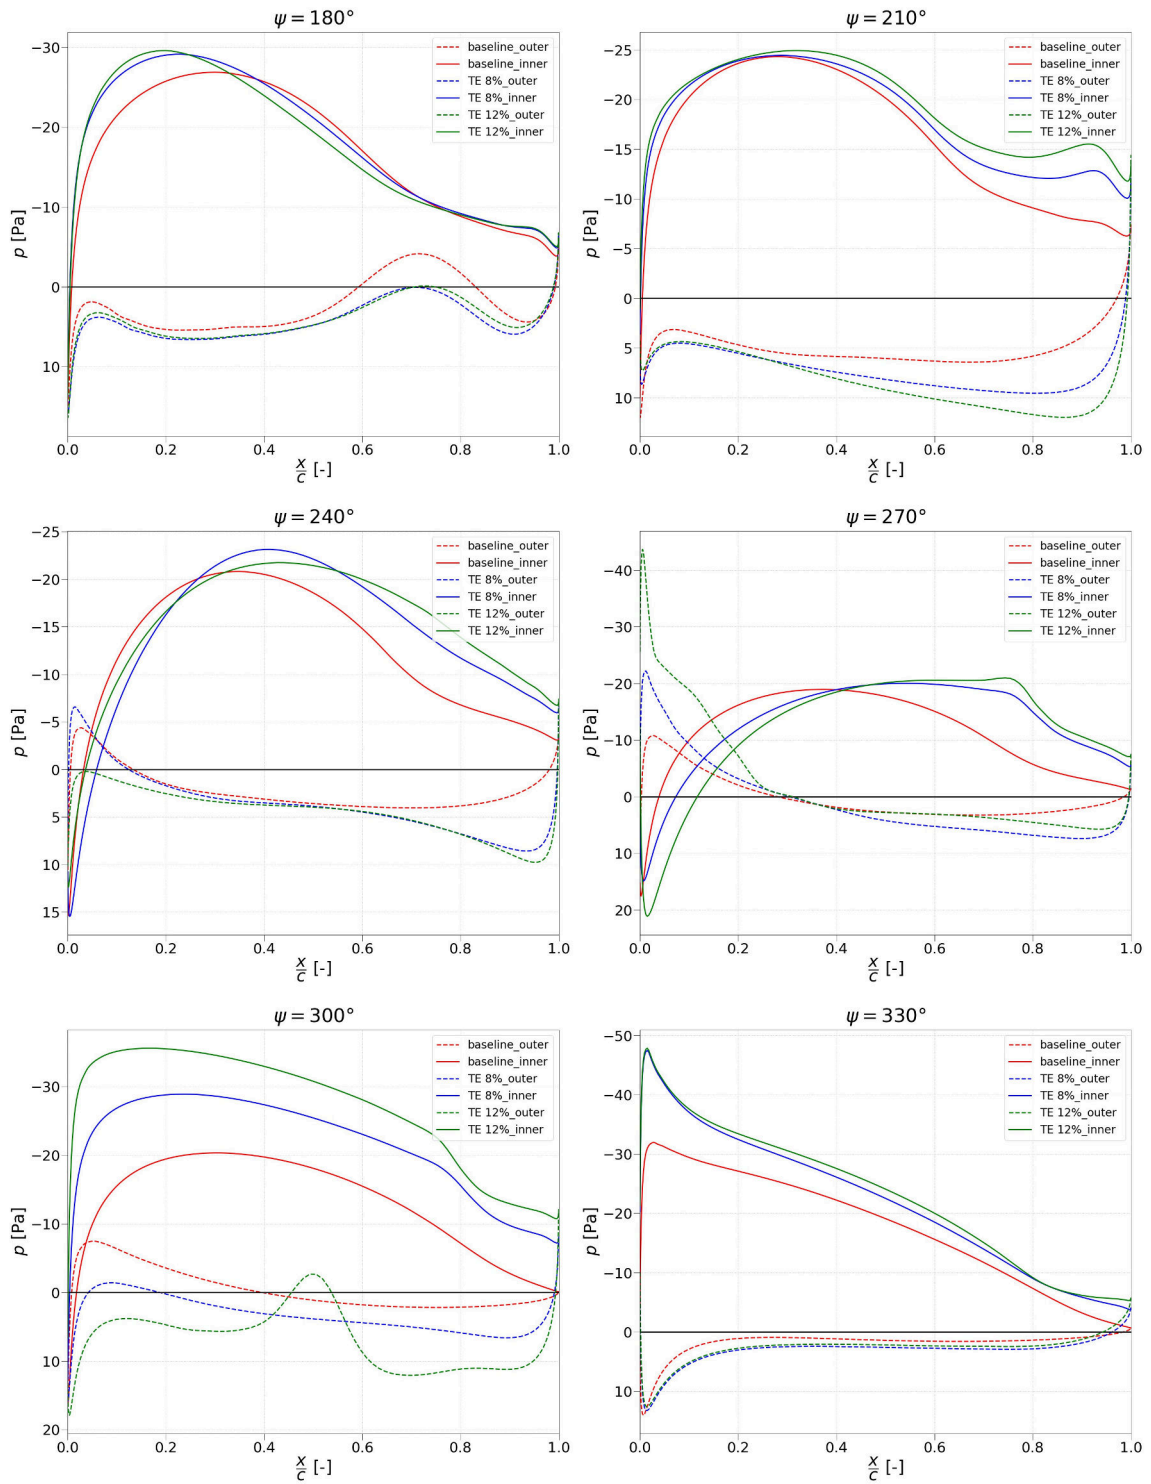 ψ = 180°
p [Pa]
−30
−20
−10
0
10
0.0 0.2 0.4 0.6 0.8 1.0
x/c [-]
baseline_outer
baseline_inner
TE 8%_outer
TE 8%_inner
TE 12%_outer
TE 12%_inner
ψ = 210°
p [Pa]
−25
−20
−15
−10
−5
0
5
10
0.0 0.2 0.4 0.6 0.8 1.0
x/c [-]
baseline_outer
baseline_inner
TE 8%_outer
TE 8%_inner
TE 12%_outer
TE 12%_inner
ψ = 240°
p [Pa]
−25
−20
−15
−10
−5
0
5
10
15
0.0 0.2 0.4 0.6 0.8 1.0
x/c [-]
baseline_outer
baseline_inner
TE 8%_outer
TE 8%_inner
TE 12%_outer
TE 12%_inner
ψ = 270°
p [Pa]
−40
−30
−20
−10
0
10
20
0.0 0.2 0.4 0.6 0.8 1.0
x/c [-]
baseline_outer
baseline_inner
TE 8%_outer
TE 8%_inner
TE 12%_outer
TE 12%_inner
ψ = 300°
p [Pa]
−30
−20
−10
0
10
20
0.0 0.2 0.4 0.6 0.8 1.0
x/c [-]
baseline_outer
baseline_inner
TE 8%_outer
TE 8%_inner
TE 12%_outer
TE 12%_inner
ψ = 330°
p [Pa]
−50
−40
−30
−20
−10
0
10
0.0 0.2 0.4 0.6 0.8 1.0
x/c [-]
baseline_outer
baseline_inner
TE 8%_outer
TE 8%_inner
TE 12%_outer
TE 12%_inner